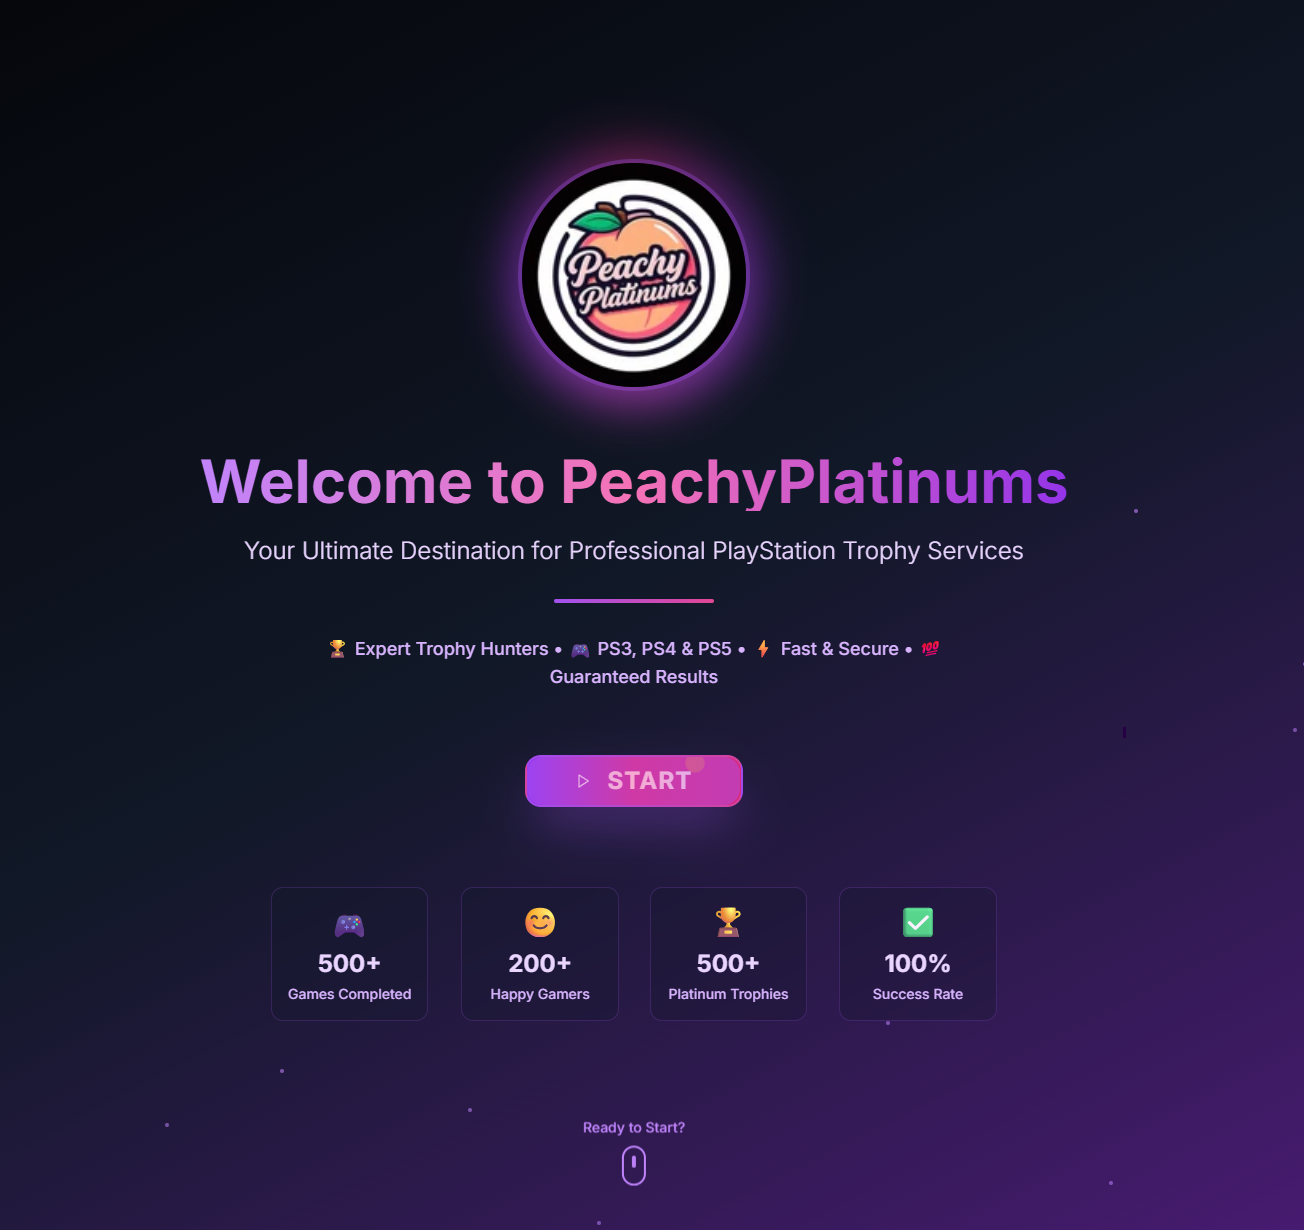 Peachy
Platinums
Welcome to PeachyPlatinums
Your Ultimate Destination for Professional PlayStation Trophy Services
🏆 Expert Trophy Hunters • 🎮 PS3, PS4 & PS5 • ⚡ Fast & Secure • 💯
Guaranteed Results
START
500+
Games Completed
200+
Happy Gamers
500+
Platinum Trophies
100%
Success Rate
Ready to Start?